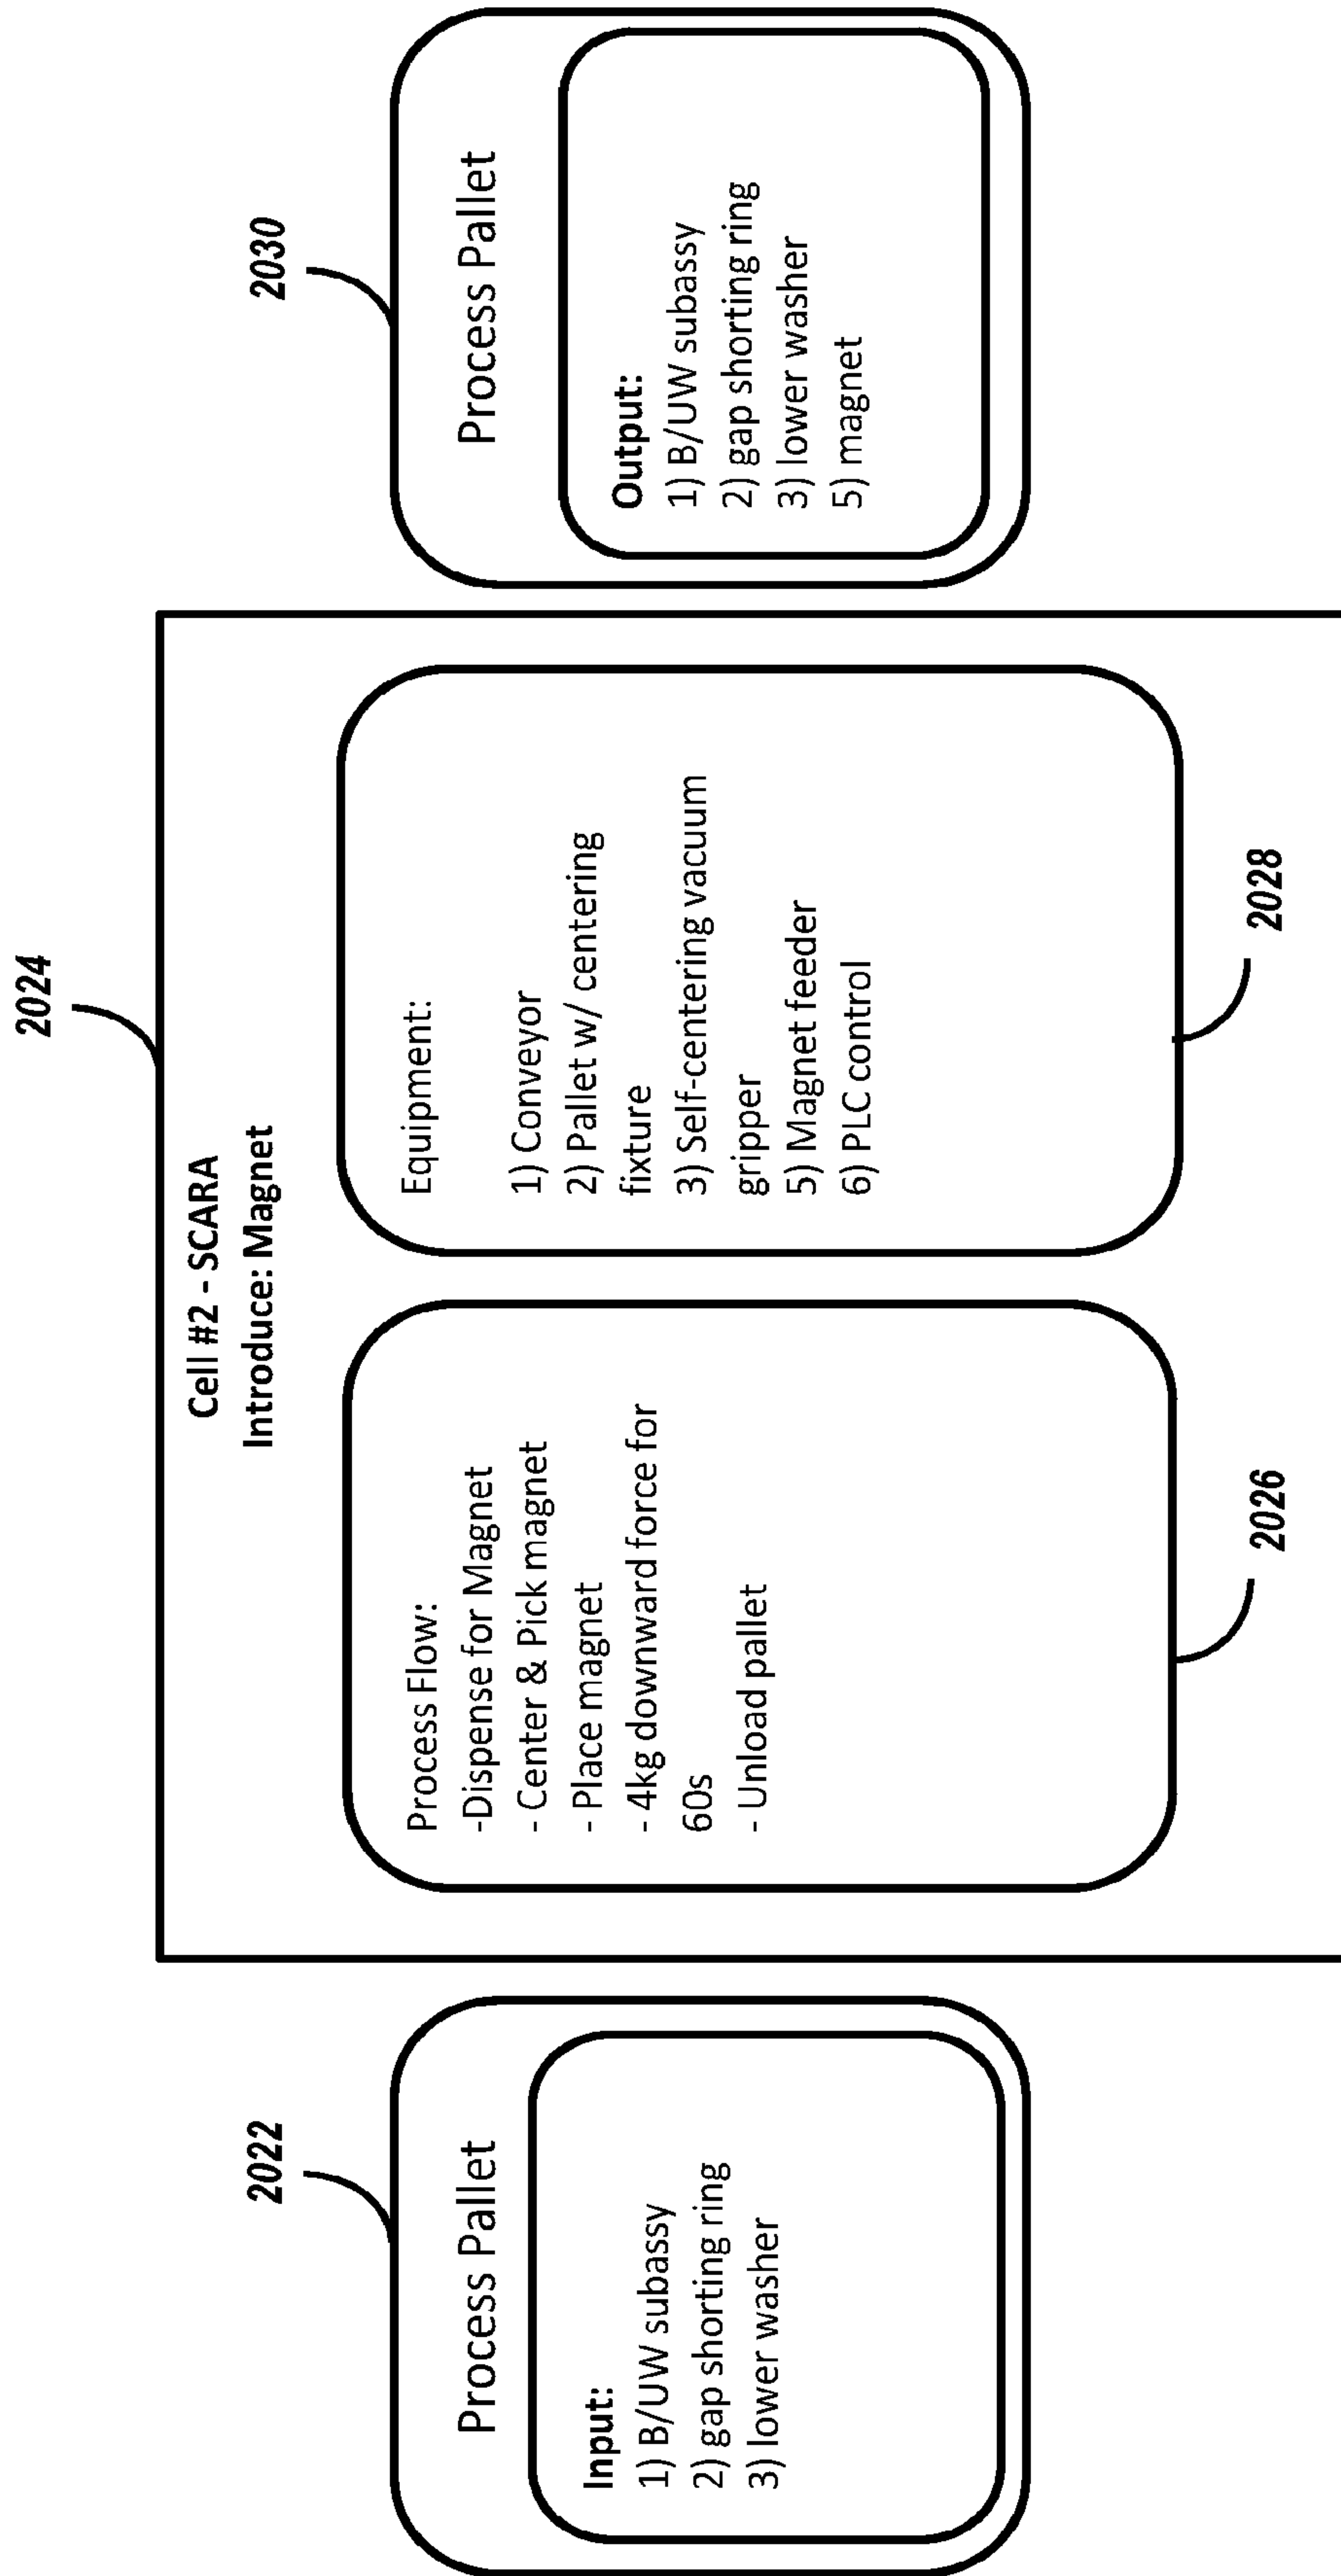 2022
Process Pallet
Input:
1) B/UW subassy
2) gap shorting ring
3) lower washer
2024
Cell #2 - SCARA
Introduce: Magnet
Process Flow:
-Dispense for Magnet
- Center & Pick magnet
- Place magnet
- 4kg downward force for
60s
- Unload pallet
2026
Equipment:
1) Conveyor
2) Pallet w/ centering
fixture
3) Self-centering vacuum
gripper
5) Magnet feeder
6) PLC control
2028
2030
Process Pallet
Output:
1) B/UW subassy
2) gap shorting ring
3) lower washer
5) magnet